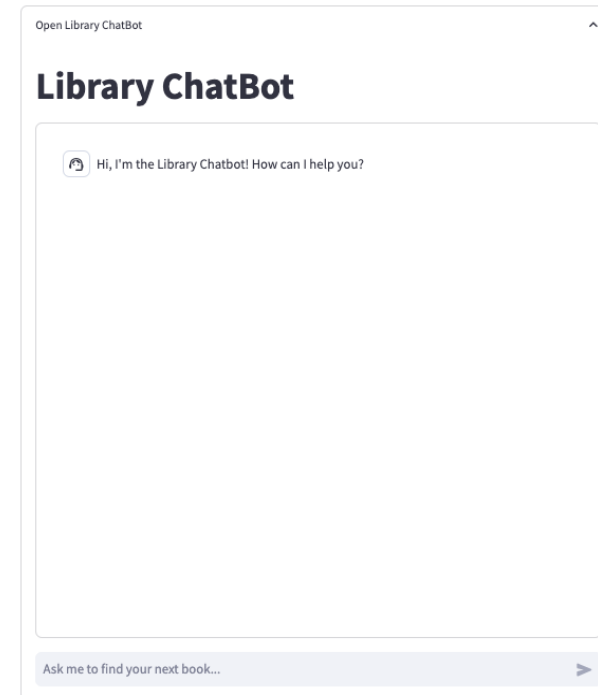 Open Library ChatBot
Library ChatBot
Hi, I'm the Library Chatbot! How can I help you?
Ask me to find your next book...